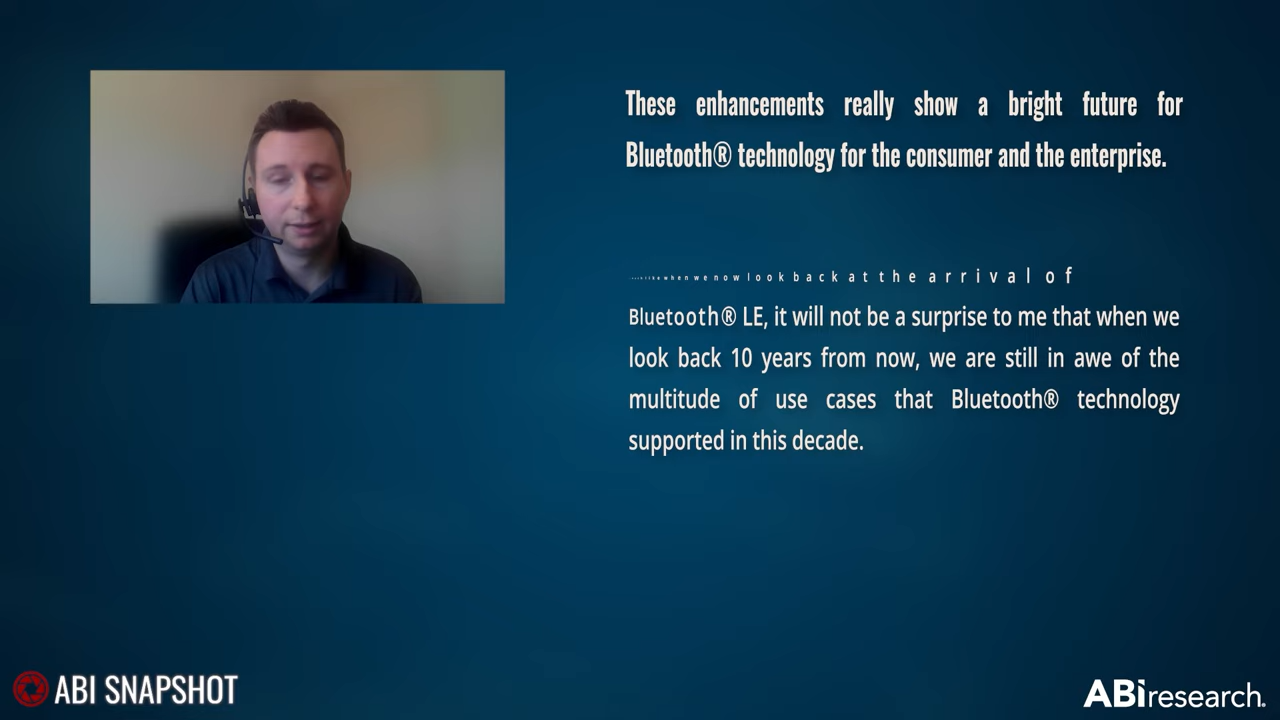 These enhancements really show a bright future for
Bluetooth® technology for the consumer and the enterprise.
when we now look back at the arrival of
Bluetooth® LE, it will not be a surprise to me that when we
look back 10 years from now, we are still in awe of the
multitude of use cases that Bluetooth® technology
supported in this decade.
ABI SNAPSHOT
ABIresearch.